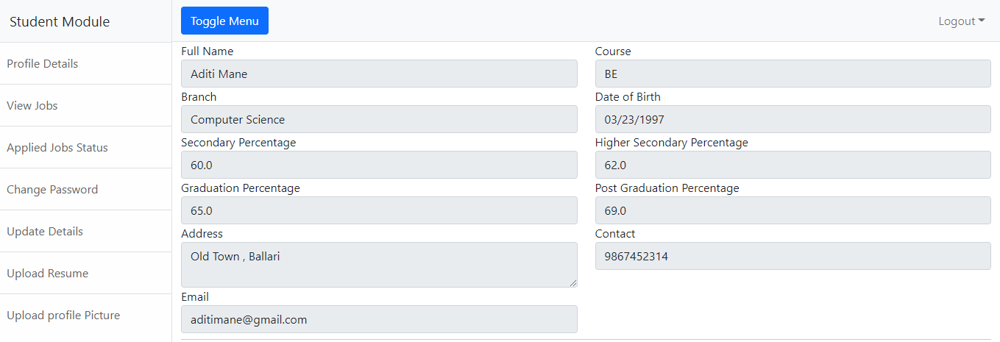 Student Module
Toggle Menu
Logout
Profile Details
View Jobs
Applied Jobs Status
Change Password
Update Details
Upload Resume
Upload profile Picture
Full Name
Aditi Mane
Course
BE
Branch
Computer Science
Date of Birth
03/23/1997
Secondary Percentage
60.0
Higher Secondary Percentage
62.0
Graduation Percentage
65.0
Post Graduation Percentage
69.0
Address
Old Town , Ballari
Contact
9867452314
Email
aditimane@gmail.com